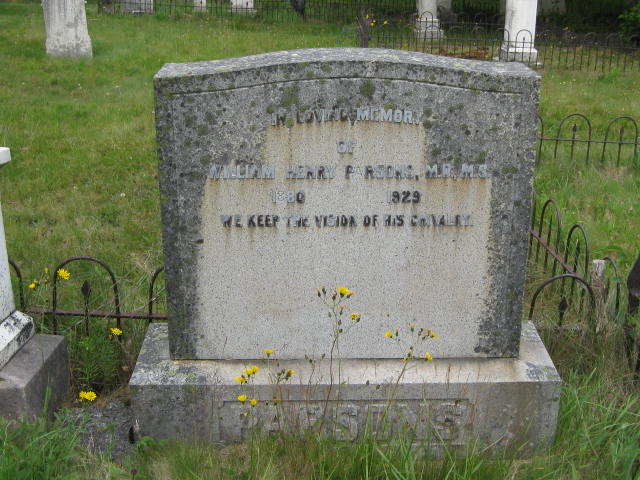 IN LOVING MEMORY
OF
WILLIAM HENRY PARSONS, M.R., M.C.
1880 1929
WE KEEP THE VISION OF HIS CHIVALRY.
PARSONS